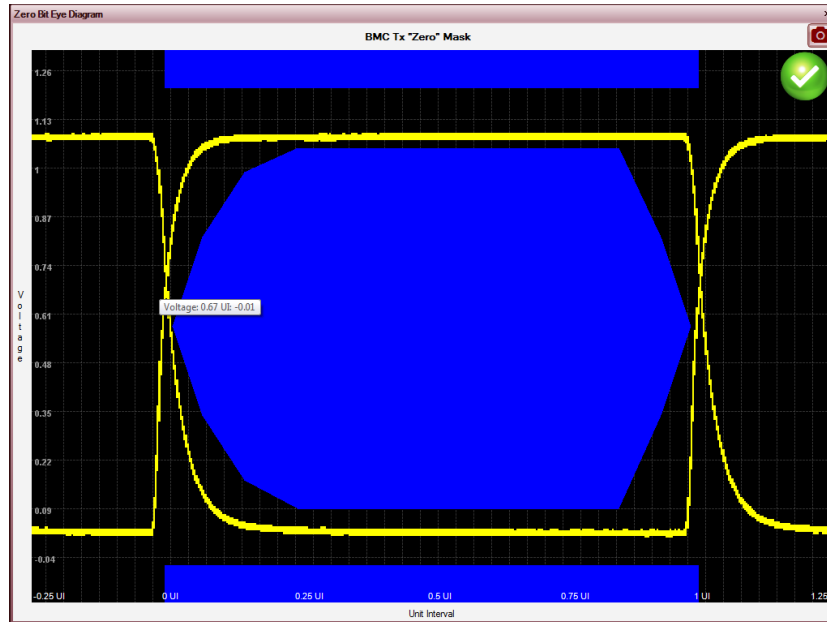 Zero Bit Eye Diagram
BMC Tx "Zero" Mask
1.26
1.13
1
0.87
0.74
0.61
0.48
0.35
0.22
0.09
-0.04
Voltage
Voltage: 0.67 UI: -0.01
-0.25 UI 0 UI 0.25 UI 0.5 UI 0.75 UI 1 UI 1.25
Unit Interval